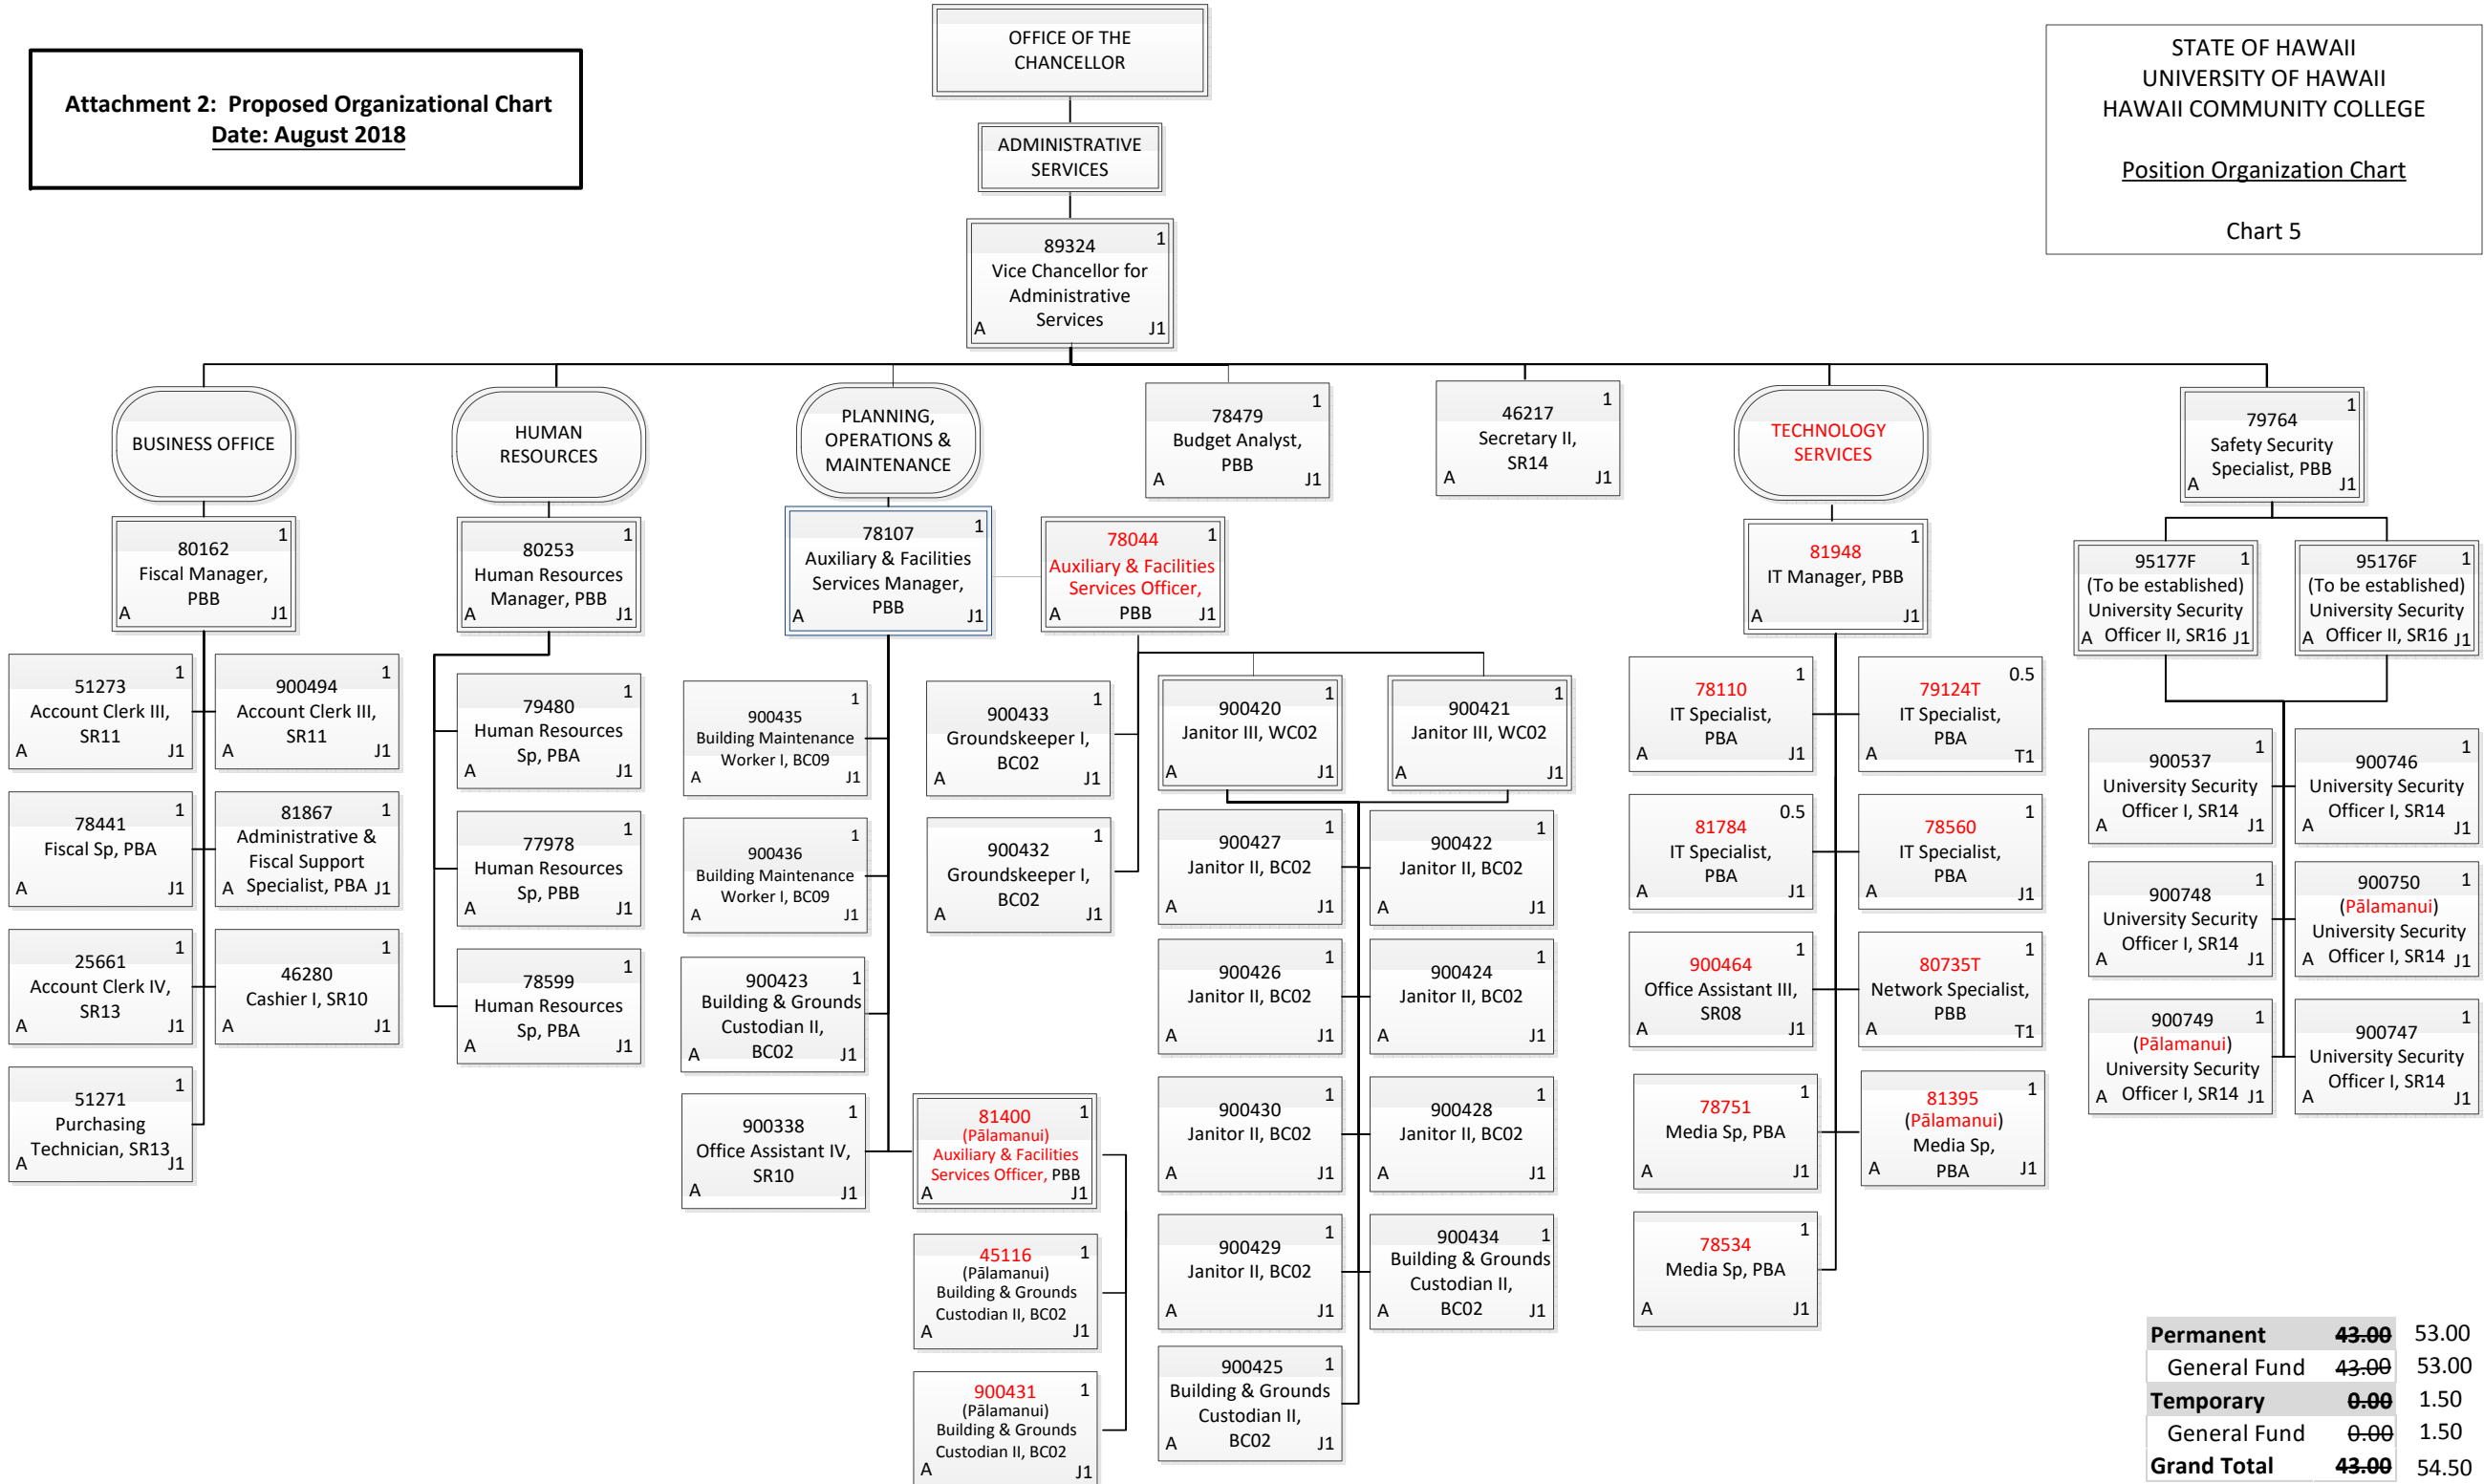 Attachment 2:  Proposed Organizational Chart
Date: August 2018
OFFICE OF THE
CHANCELLOR
STATE OF HAWAII
UNIVERSITY OF HAWAII
HAWAII COMMUNITY COLLEGE
Position Organization Chart
Chart 5
ADMINISTRATIVE
SERVICES
89324 1
Vice Chancellor for
Administrative
Services
A J1
BUSINESS OFFICE
80162 1
Fiscal Manager,
PBB
A J1
51273 1
Account Clerk III,
SR11
A J1
900494 1
Account Clerk III,
SR11
A J1
78441 1
Fiscal Sp, PBA
A J1
81867 1
Administrative &
Fiscal Support
Specialist, PBA
A J1
25661 1
Account Clerk IV,
SR13
A J1
46280 1
Cashier I, SR10
A J1
51271 1
Purchasing
Technician, SR13
A J1
HUMAN
RESOURCES
80253 1
Human Resources
Manager, PBB
A J1
79480 1
Human Resources
Sp, PBA
A J1
77978 1
Human Resources
Sp, PBB
A J1
78599 1
Human Resources
Sp, PBA
A J1
PLANNING,
OPERATIONS &
MAINTENANCE
78107 1
Auxiliary & Facilities
Services Manager,
PBB
A J1
78044 1
Auxiliary & Facilities
Services Officer,
PBB
A J1
900435 1
Building Maintenance
Worker I, BC09
A J1
900436 1
Building Maintenance
Worker I, BC09
A J1
900423 1
Building & Grounds
Custodian II,
BC02
A J1
900338 1
Office Assistant IV,
SR10
A J1
81400 1
(Pālamanui)
Auxiliary & Facilities
Services Officer, PBB
A J1
45116 1
(Pālamanui)
Building & Grounds
Custodian II, BC02
A J1
900431 1
(Pālamanui)
Building & Grounds
Custodian II, BC02
A J1
900433 1
Groundskeeper I,
BC02
A J1
900432 1
Groundskeeper I,
BC02
A J1
900420 1
Janitor III, WC02
A J1
900421 1
Janitor III, WC02
A J1
900427 1
Janitor II, BC02
A J1
900422 1
Janitor II, BC02
A J1
900426 1
Janitor II, BC02
A J1
900424 1
Janitor II, BC02
A J1
900430 1
Janitor II, BC02
A J1
900428 1
Janitor II, BC02
A J1
900429 1
Janitor II, BC02
A J1
900434 1
Building & Grounds
Custodian II,
BC02
A J1
900425 1
Building & Grounds
Custodian II,
BC02
A J1
78479 1
Budget Analyst,
PBB
A J1
46217 1
Secretary II,
SR14
A J1
TECHNOLOGY
SERVICES
81948 1
IT Manager, PBB
A J1
78110 1
IT Specialist,
PBA
A J1
79124T 0.5
IT Specialist,
PBA
A T1
81784 0.5
IT Specialist,
PBA
A J1
78560 1
IT Specialist,
PBA
A J1
900464 1
Office Assistant III,
SR08
A J1
80735T 1
Network Specialist,
PBB
A T1
78751 1
Media Sp, PBA
A J1
81395 1
(Pālamanui)
Media Sp,
PBA
A J1
78534 1
Media Sp, PBA
A J1
79764 1
Safety Security
Specialist, PBB
A J1
95177F 1
(To be established)
University Security
Officer II, SR16
A J1
95176F 1
(To be established)
University Security
Officer II, SR16
A J1
900537 1
University Security
Officer I, SR14
A J1
900746 1
University Security
Officer I, SR14
A J1
900748 1
University Security
Officer I, SR14
A J1
900750 1
(Pālamanui)
University Security
Officer I, SR14
A J1
900749 1
(Pālamanui)
University Security
Officer I, SR14
A J1
900747 1
University Security
Officer I, SR14
A J1
Permanent 43.00 53.00
General Fund 43.00 53.00
Temporary 0.00 1.50
General Fund 0.00 1.50
Grand Total 43.00 54.50